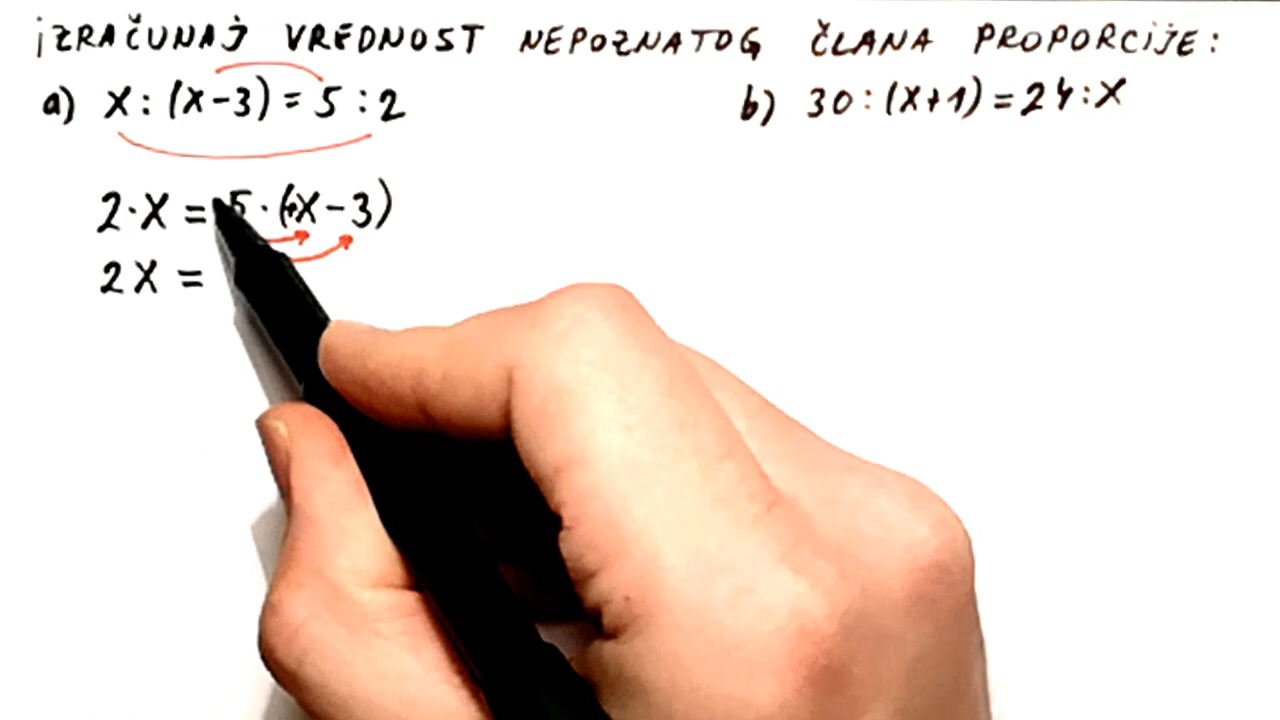 IZRAČUNAJ VREDNOST NEPOZNATOG ČLANA PROPORCIJE:
a) X : (X-3) = 5 : 2
b) 30 : (X+1) = 24 : X
2·X = 5·(+X-3)
2X =